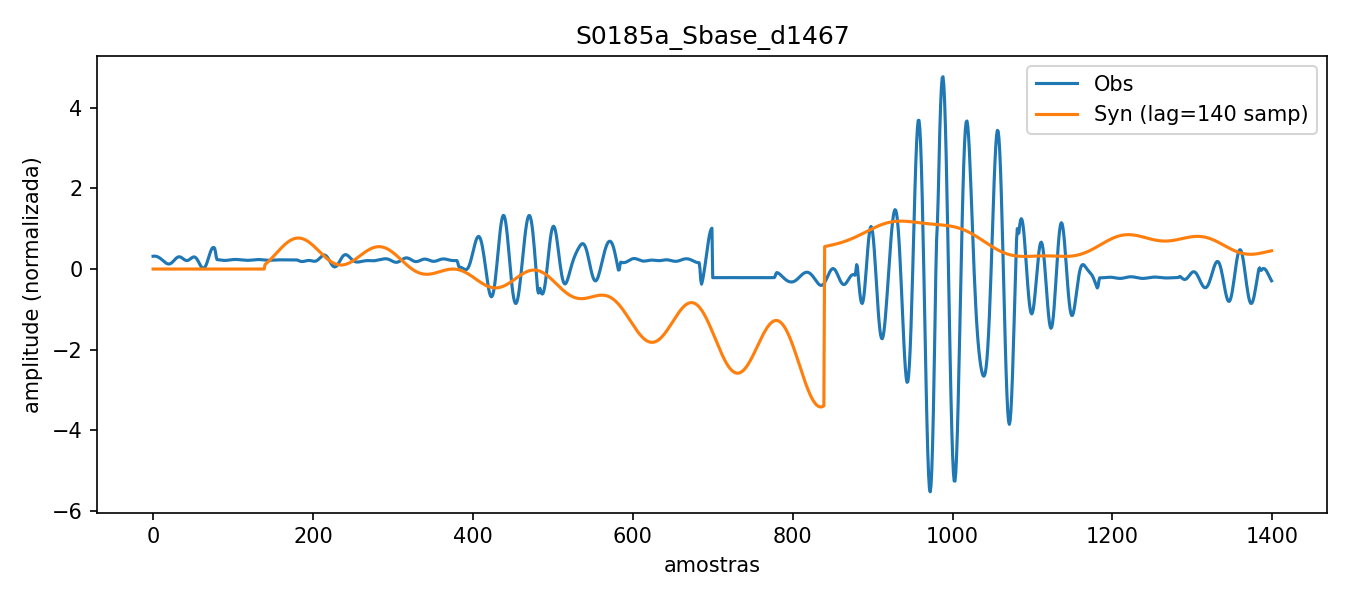 S0185a_Sbase_d1467
Obs
Syn (lag=140 samp)
amplitude (normalizada)
4
2
0
−2
−4
−6
0 200 400 600 800 1000 1200 1400
amostras